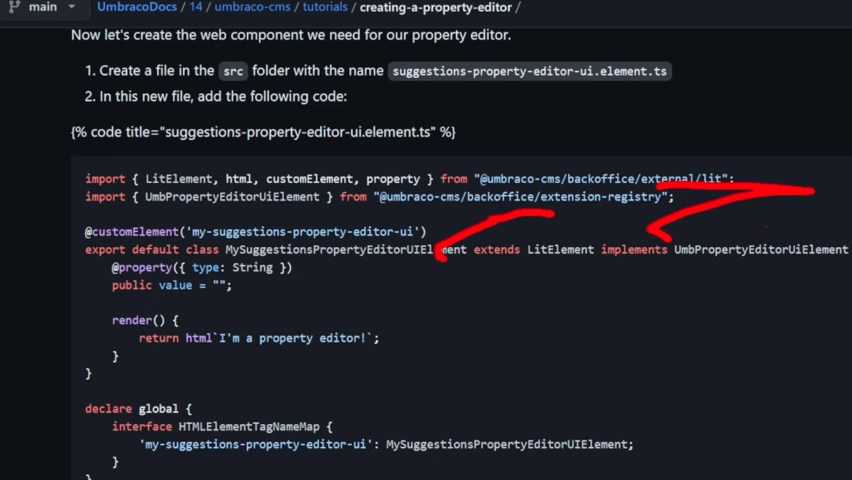 main
UmbracoDocs / 14 / umbraco-cms / tutorials / creating-a-property-editor /
Now let's create the web component we need for our property editor.
1. Create a file in the src folder with the name suggestions-property-editor-ui.element.ts
2. In this new file, add the following code:
{% code title="suggestions-property-editor-ui.element.ts" %}
import { LitElement, html, customElement, property } from "@umbraco-cms/backoffice/external/lit";
import { UmbPropertyEditorUiElement } from "@umbraco-cms/backoffice/extension-registry";
@customElement('my-suggestions-property-editor-ui')
export default class MySuggestionsPropertyEditorUIElement extends LitElement implements UmbPropertyEditorUiElement
@property({ type: String })
public value = "";
render() {
return html`I'm a property editor!`;
}
}
declare global {
interface HTMLElementTagNameMap {
'my-suggestions-property-editor-ui': MySuggestionsPropertyEditorUIElement;
}
}